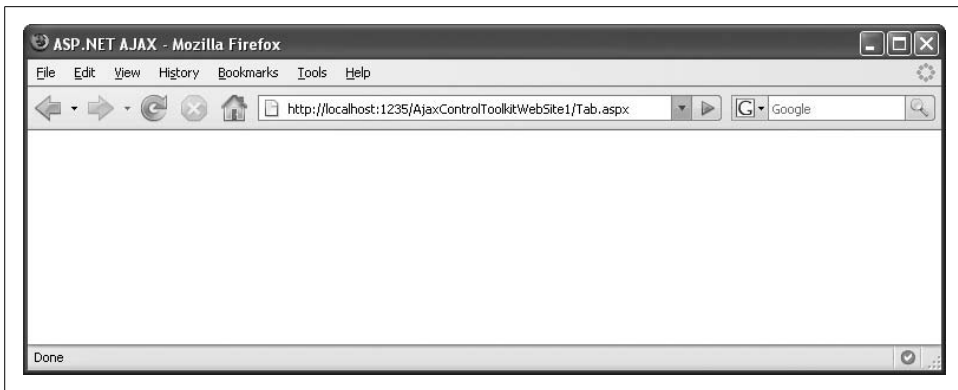 ASP.NET AJAX - Mozilla Firefox
File Edit View History Bookmarks Tools Help
http://localhost:1235/AjaxControlToolkitWebSite1/Tab.aspx G Google
Done